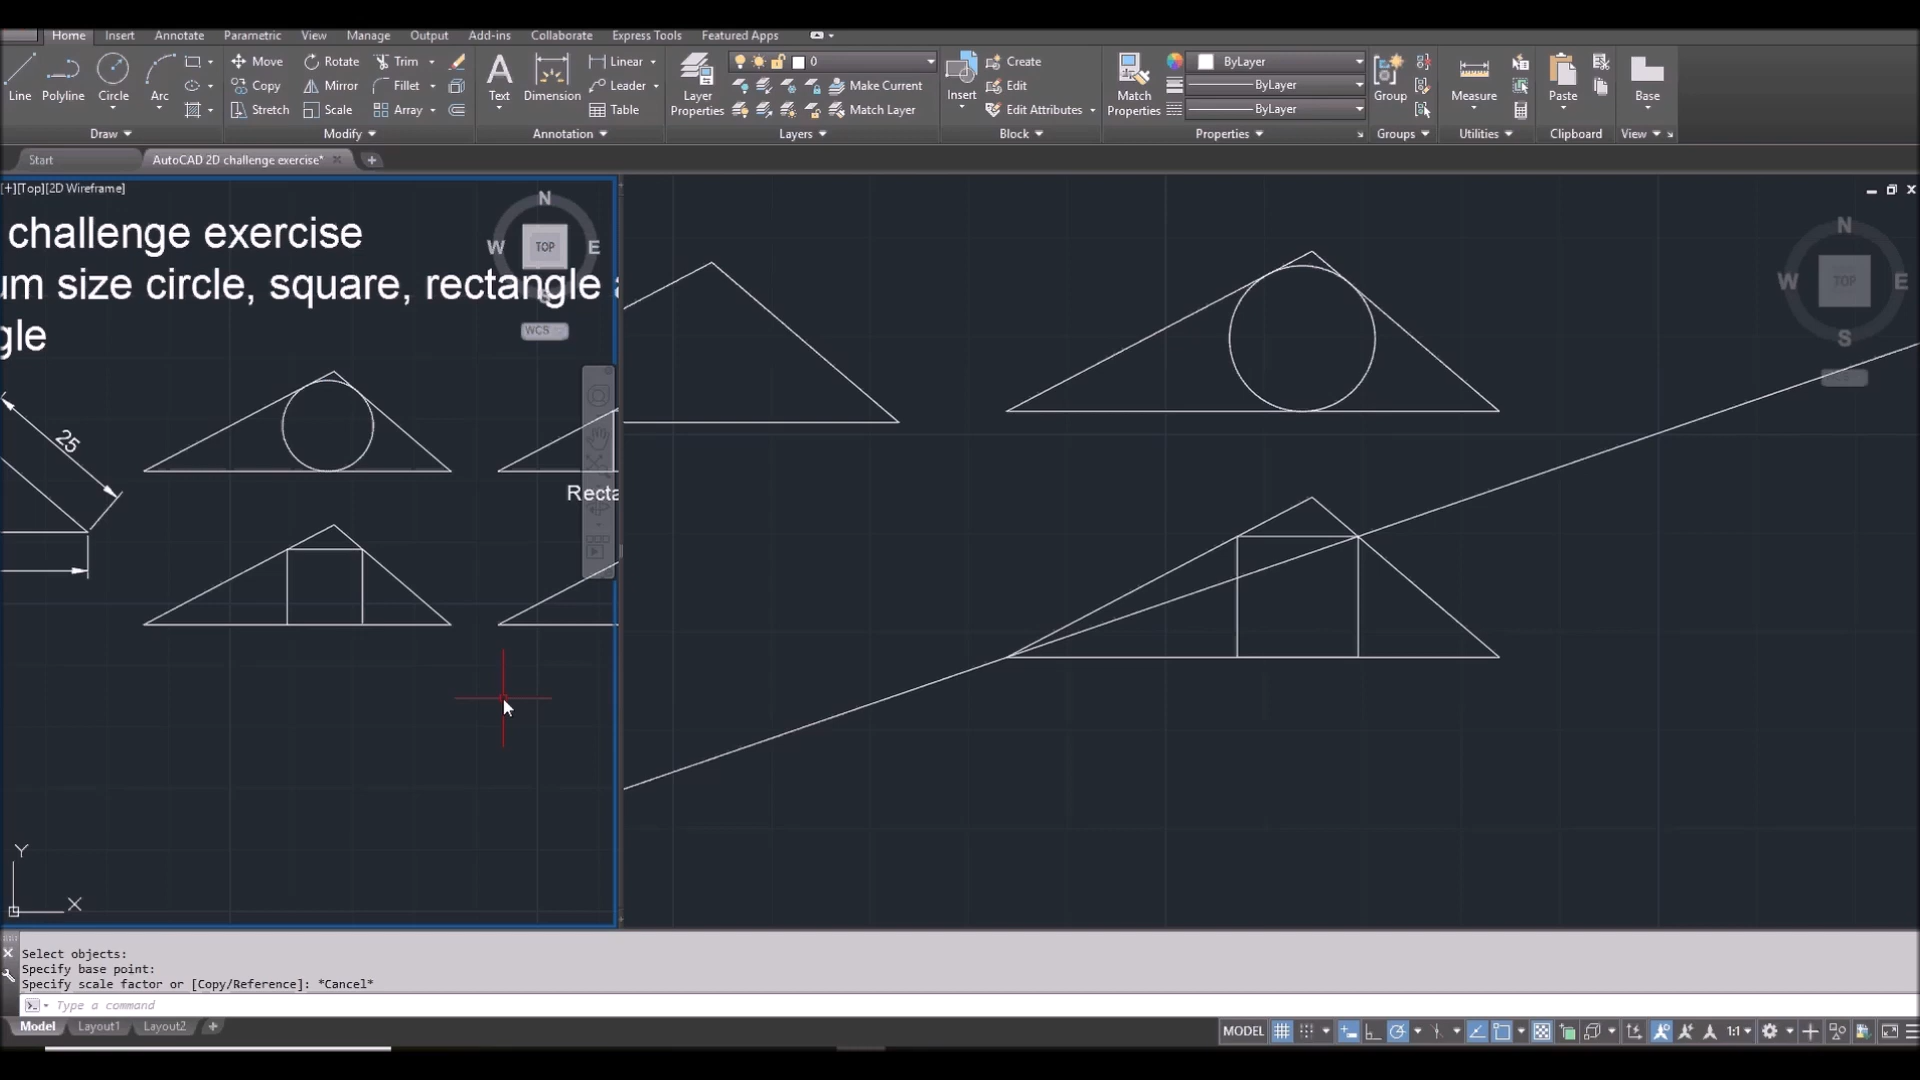 Home Insert Annotate Parametric View Manage Output Add-ins Collaborate Express Tools Featured Apps
Line Polyline Circle Arc
Move Rotate Trim
Copy Mirror Fillet
Stretch Scale Array
Text Dimension
Linear
Leader
Table
Layer Properties
0
Make Current
Match Layer
Insert
Create
Edit
Edit Attributes
Match Properties
ByLayer
ByLayer
ByLayer
Group Measure Paste Base
Draw Modify Annotation Layers Block Properties Groups Utilities Clipboard View
Start AutoCAD 2D challenge exercise*
[+][Top][2D Wireframe]
challenge exercise
um size circle, square, rectangle
gle
N
W TOP E
S
WCS
25
Recta
Y
X
N
W TOP E
S
Select objects:
Specify base point:
Specify scale factor or [Copy/Reference]: *Cancel*
Type a command
Model Layout1 Layout2
MODEL 1:1